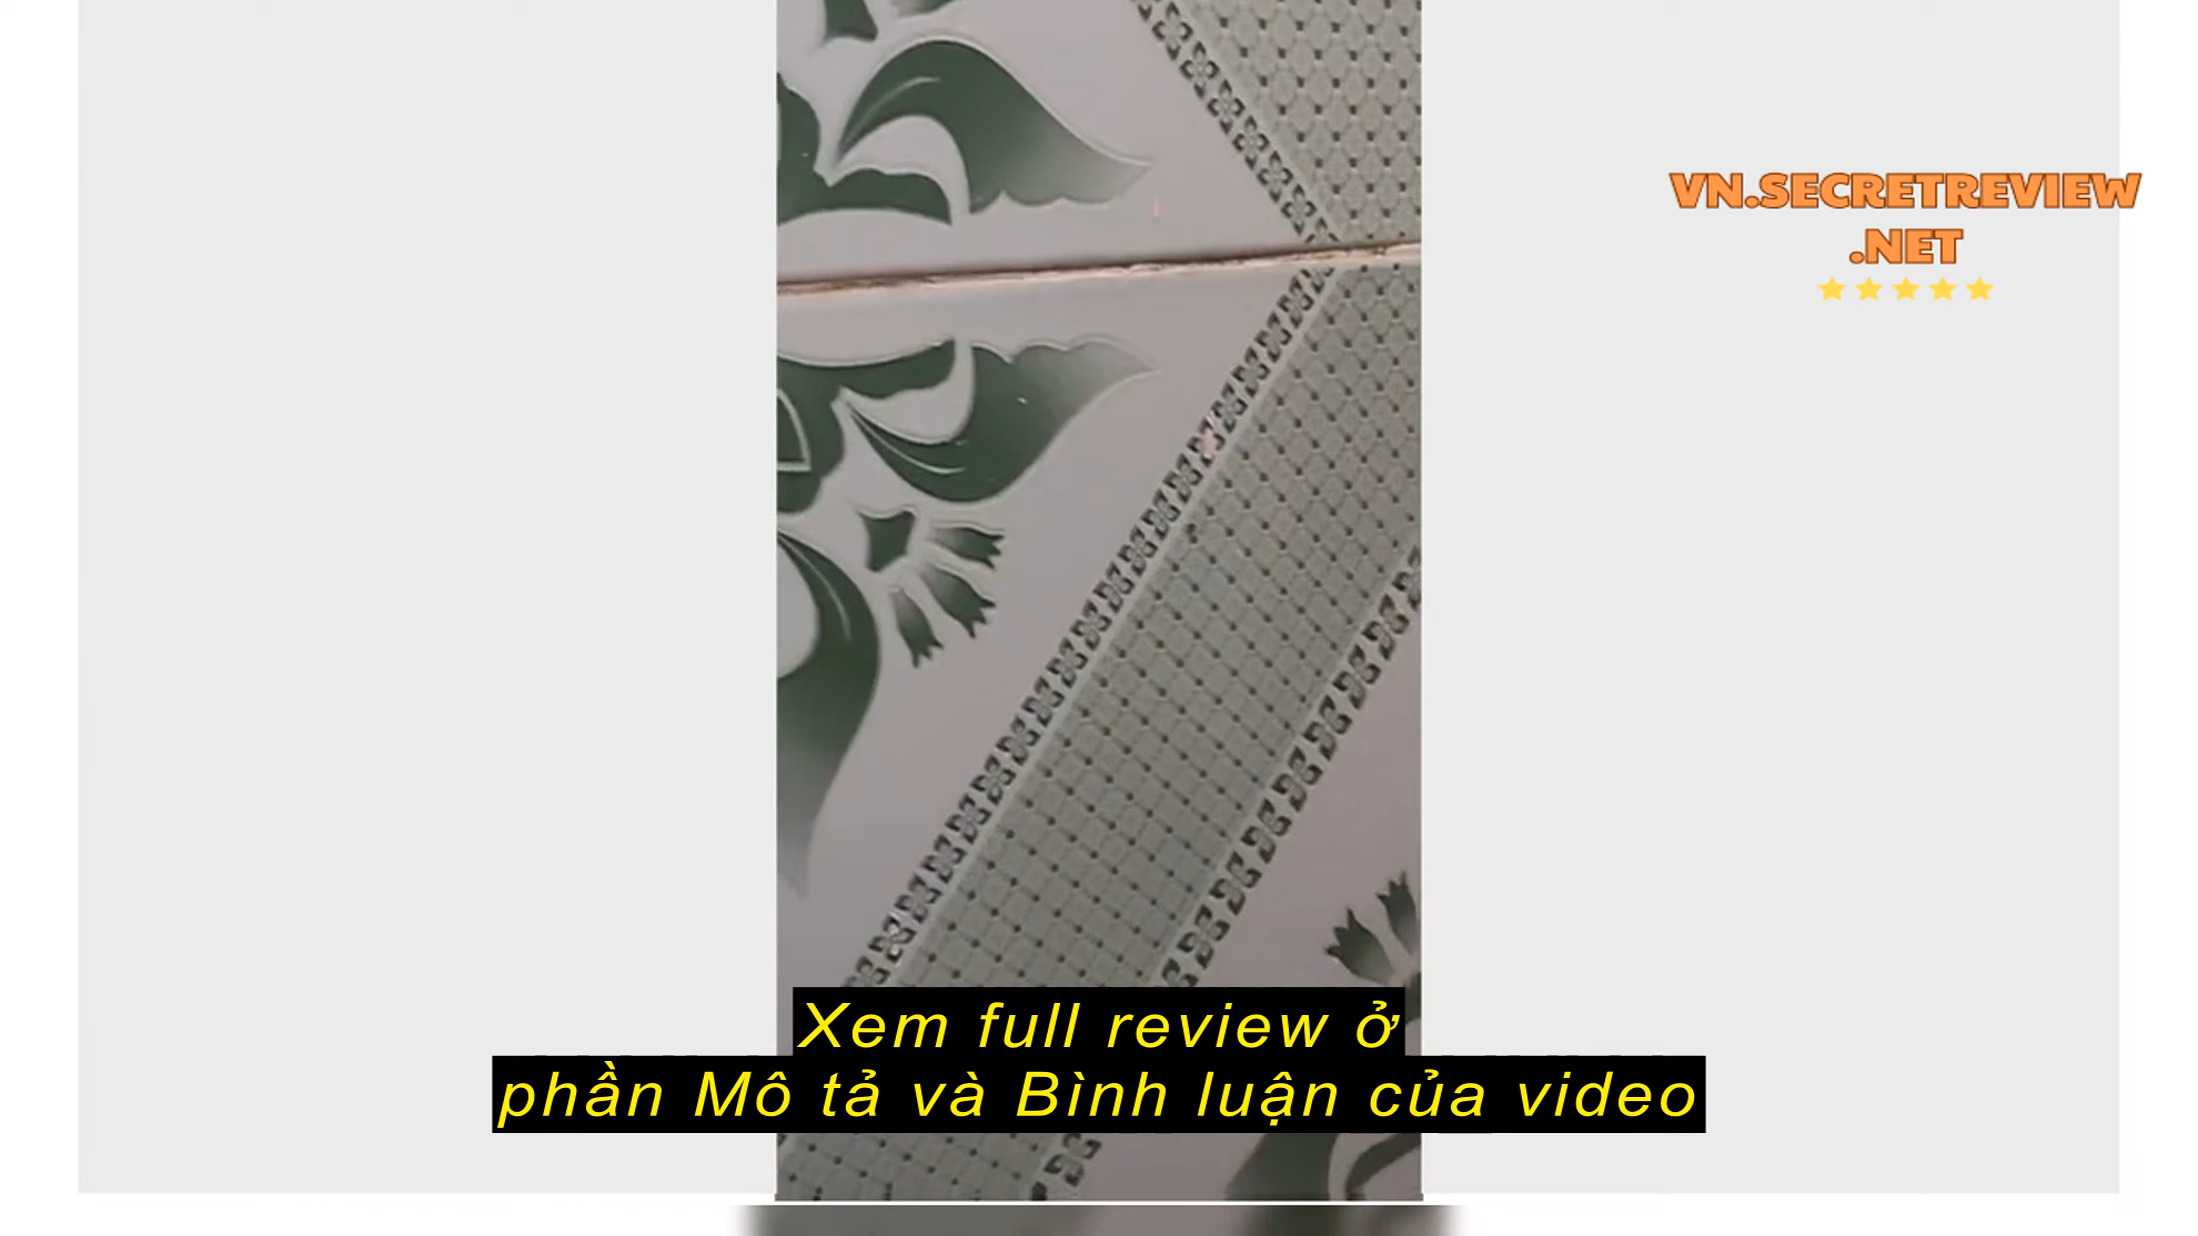 VN.SECRETREVIEW
.NET
Xem full review ở
phần Mô tả và Bình luận của video